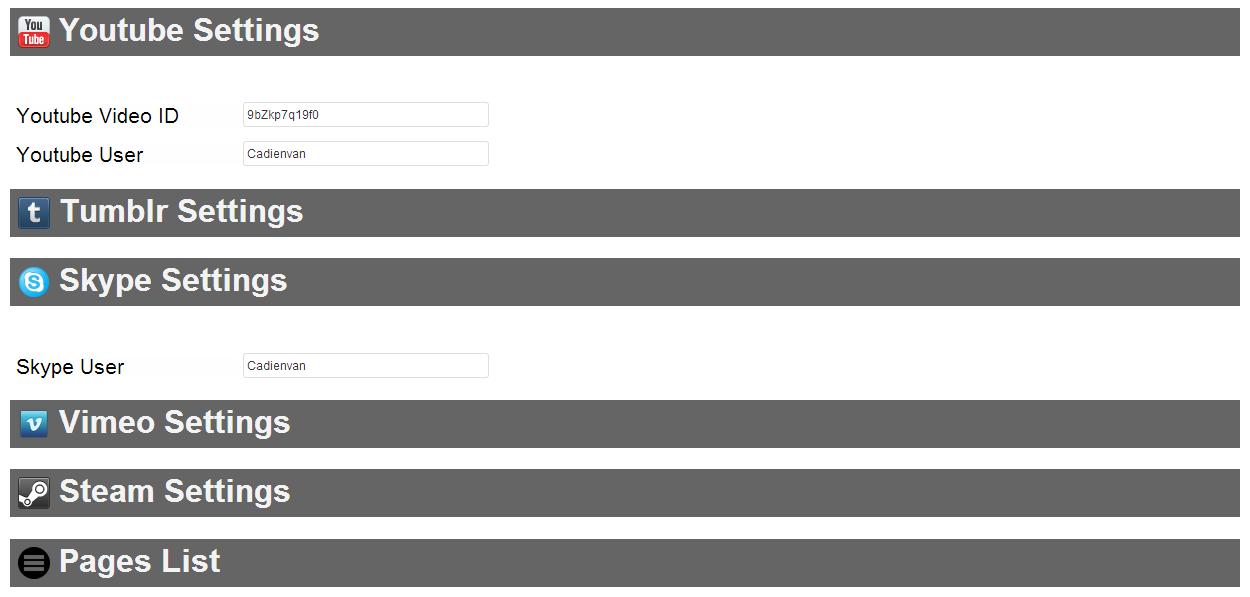 You
Tube
Youtube Settings
Youtube Video ID 9bZkp7q19f0
Youtube User Cadienvan
t Tumblr Settings
S Skype Settings
Skype User Cadienvan
v Vimeo Settings
Steam Settings
Pages List